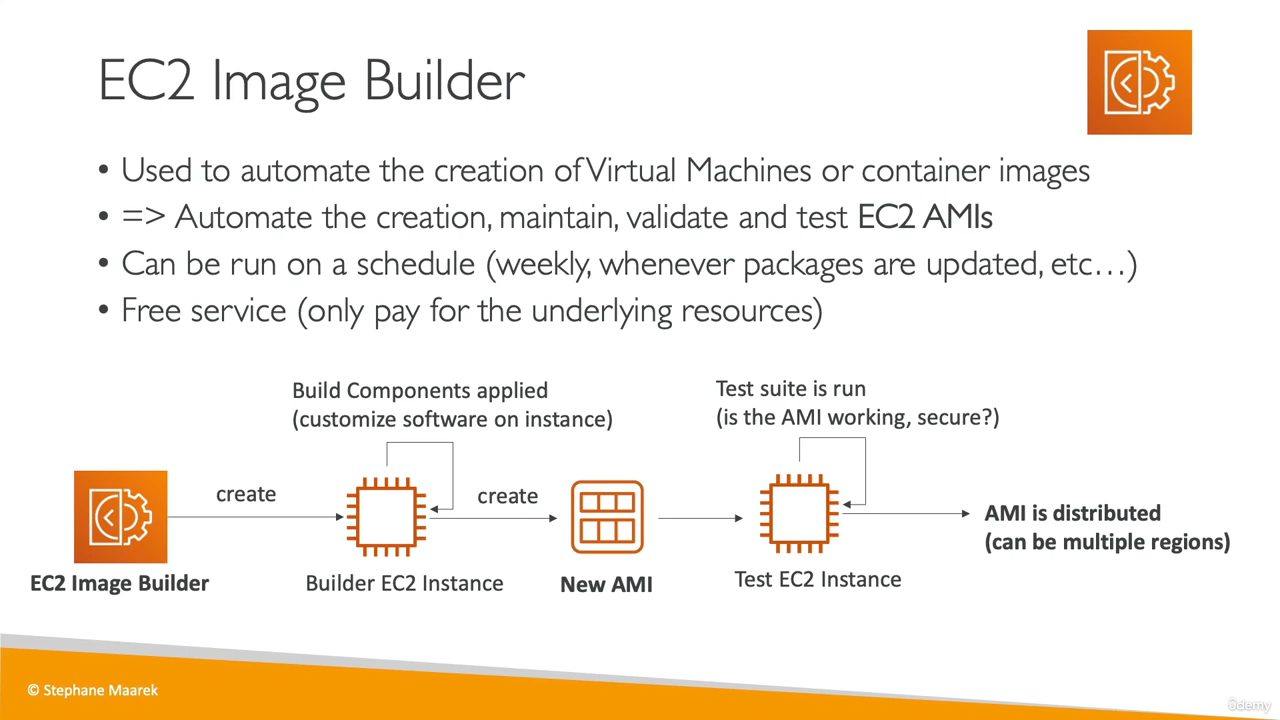 EC2 Image Builder
• Used to automate the creation of Virtual Machines or container images
• => Automate the creation, maintain, validate and test EC2 AMIs
• Can be run on a schedule (weekly, whenever packages are updated, etc…)
• Free service (only pay for the underlying resources)
Build Components applied
(customize software on instance)
Test suite is run
(is the AMI working, secure?)
create
create
AMI is distributed
(can be multiple regions)
EC2 Image Builder
Builder EC2 Instance
New AMI
Test EC2 Instance
© Stephane Maarek
ûdemy